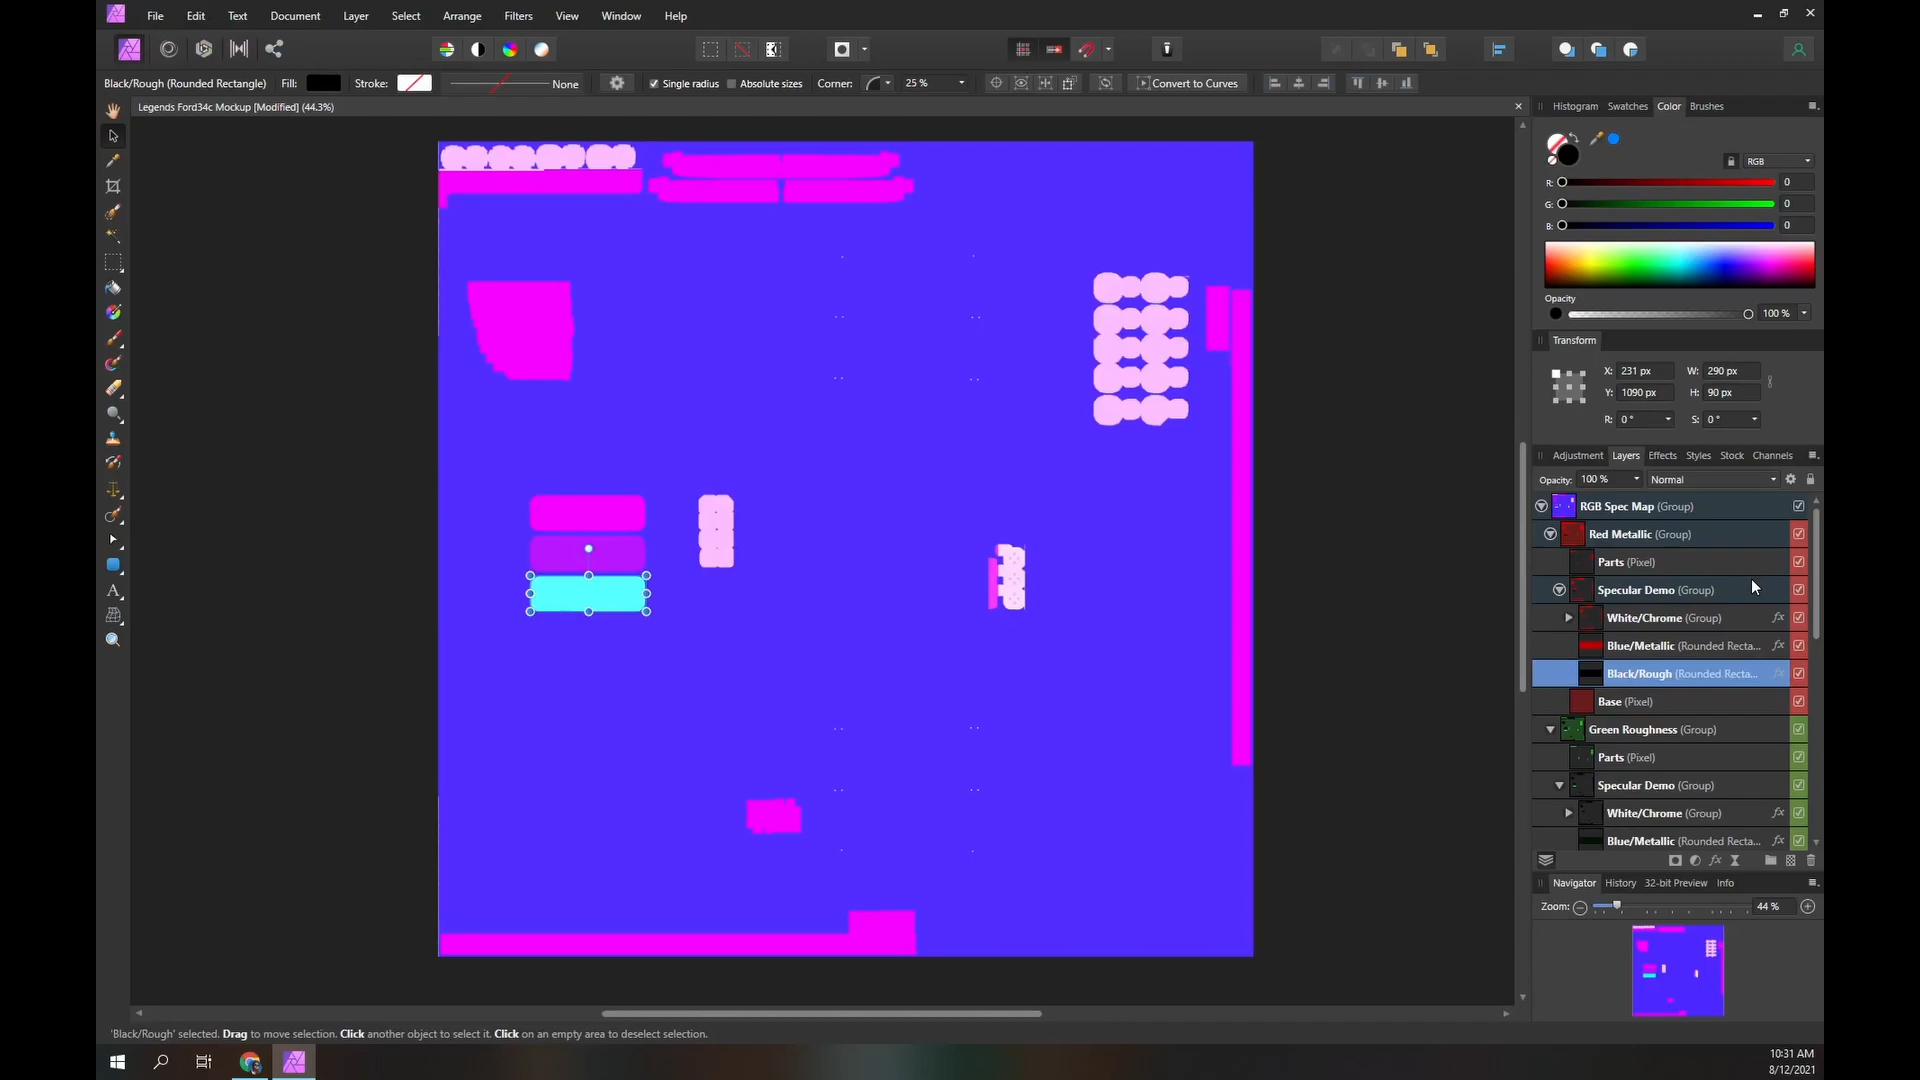 File Edit Text Document Layer Select Arrange Filters View Window Help
Black/Rough (Rounded Rectangle) Fill: Stroke: None Single radius Absolute sizes Corner: 25 % Convert to Curves
Legends Ford34c Mockup [Modified] (44.3%)
Histogram Swatches Color Brushes
RGB
R: 0
G: 0
B: 0
Opacity
100 %
Transform
X: 231 px W: 290 px
Y: 1090 px H: 90 px
R: 0 ° S: 0 °
Adjustment Layers Effects Styles Stock Channels
Opacity: 100 % Normal
RGB Spec Map (Group)
Red Metallic (Group)
Parts (Pixel)
Specular Demo (Group)
White/Chrome (Group) fx
Blue/Metallic (Rounded Recta... fx
Black/Rough (Rounded Recta... fx
Base (Pixel)
Green Roughness (Group)
Parts (Pixel)
Specular Demo (Group)
White/Chrome (Group) fx
Blue/Metallic (Rounded Recta... fx
fx
Navigator History 32-bit Preview Info
Zoom: 44 %
'Black/Rough' selected. Drag to move selection. Click another object to select it. Click on an empty area to deselect selection.
10:31 AM
8/12/2021